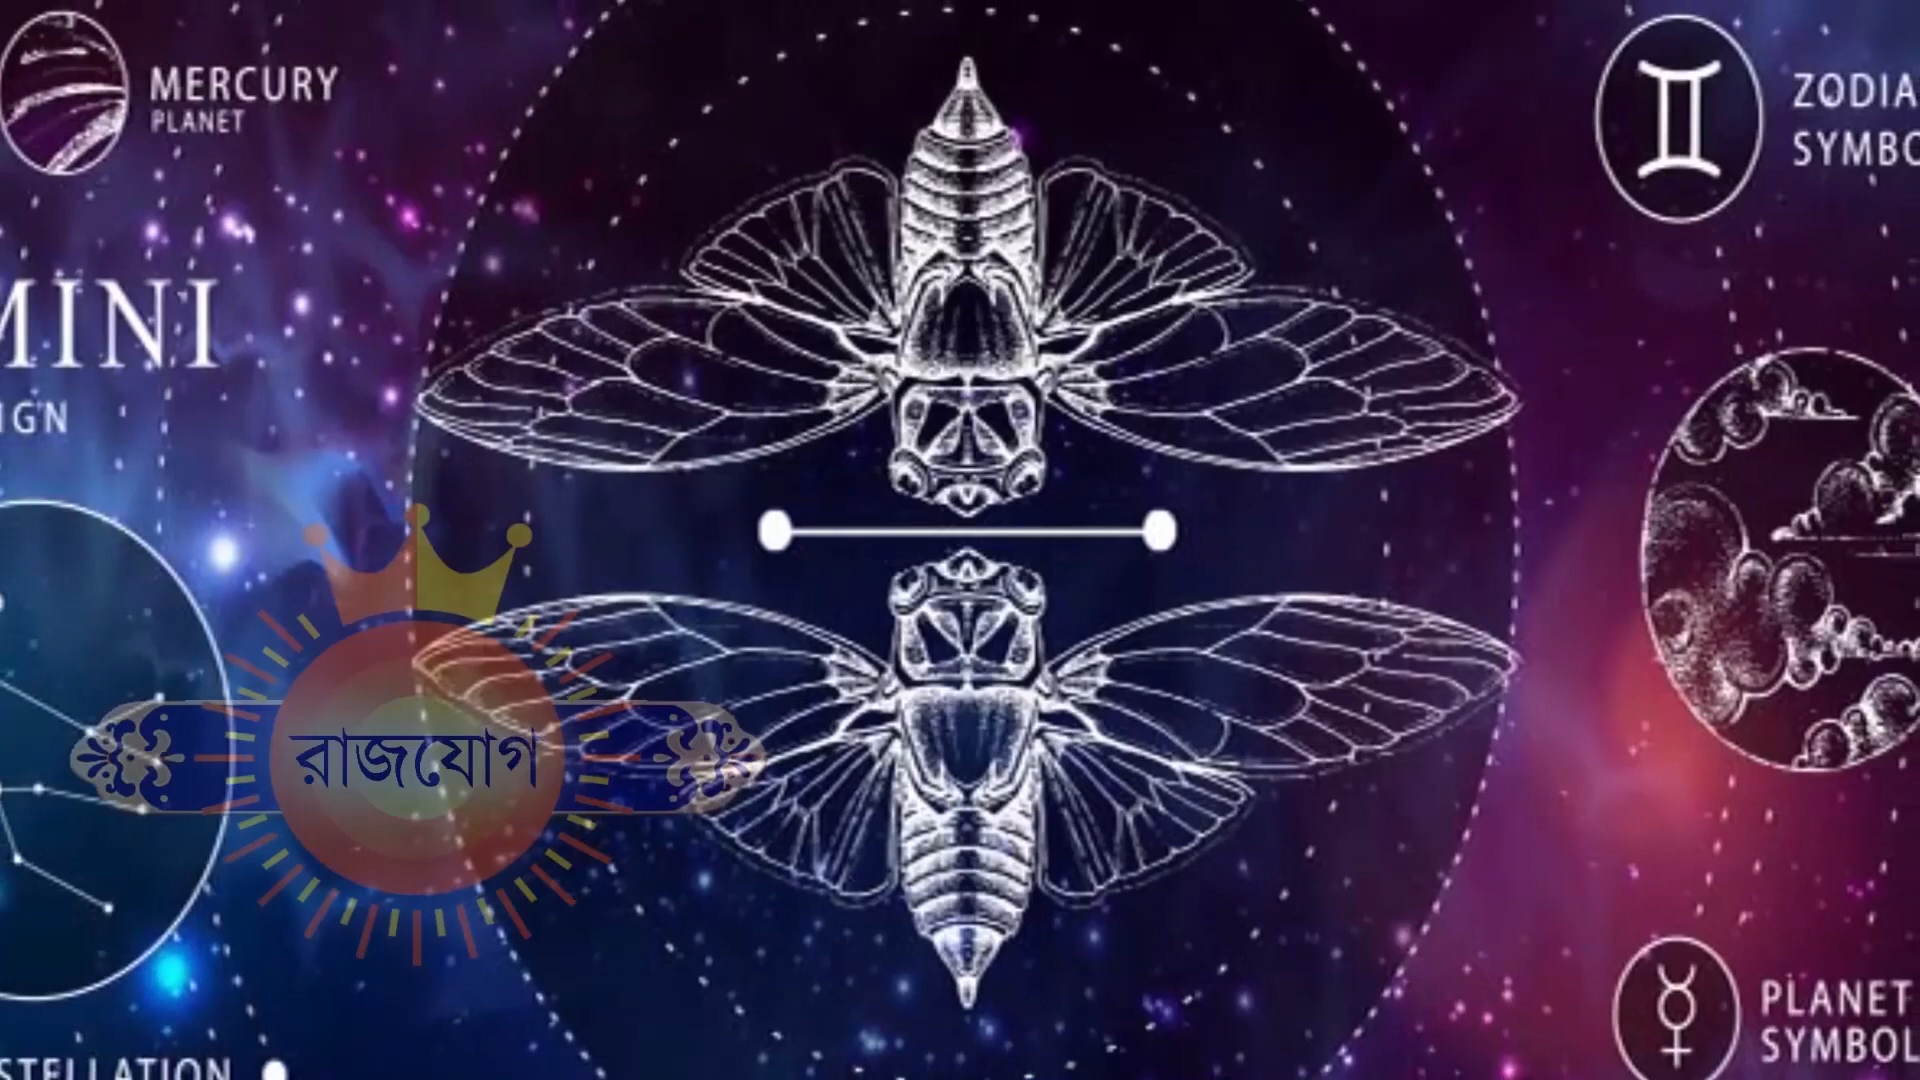 MERCURY
PLANET
ZODIA
SYMBO
MINI
IGN
রাজযোগ
STELLATION
PLANET
SYMBOL